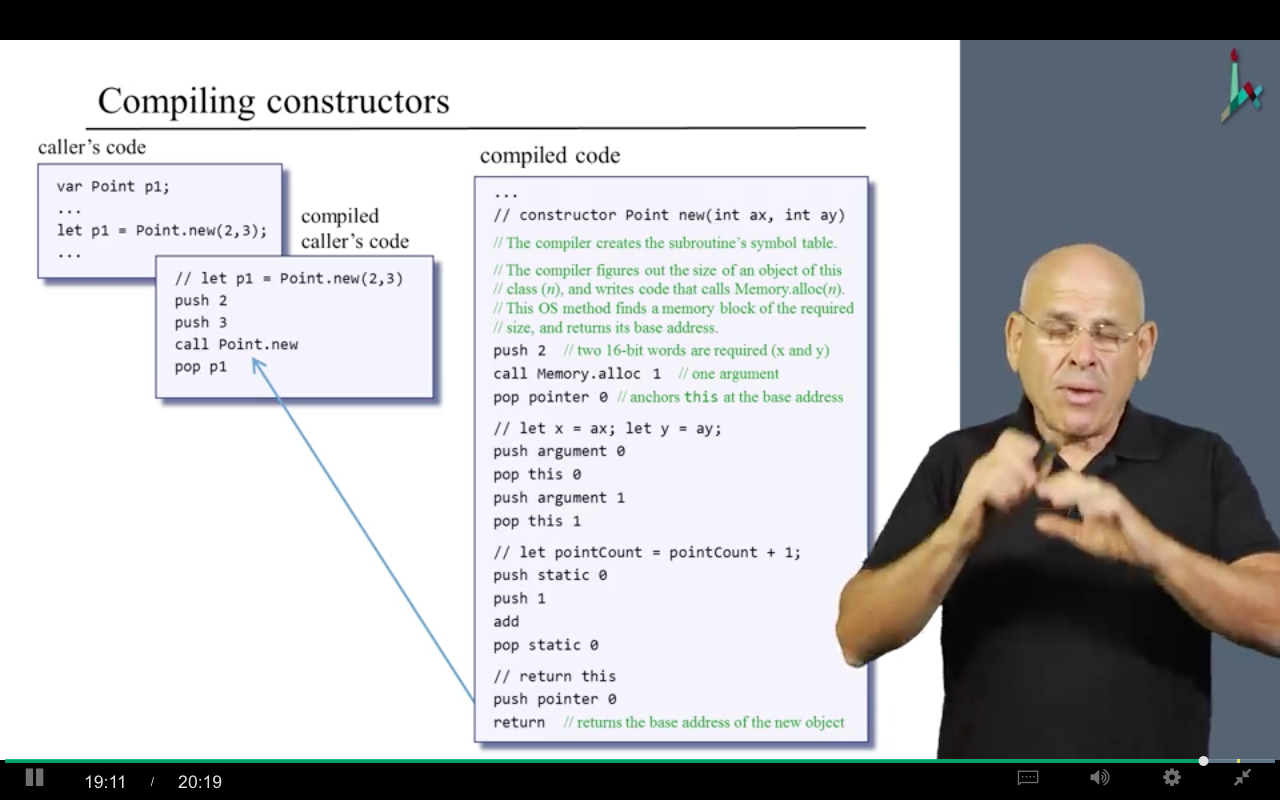 Compiling constructors
caller's code
var Point p1;
...
let p1 = Point.new(2,3);
...
compiled
caller's code
// let p1 = Point.new(2,3)
push 2
push 3
call Point.new
pop p1
compiled code
...
// constructor Point new(int ax, int ay)
// The compiler creates the subroutine's symbol table.
// The compiler figures out the size of an object of this
// class (n), and writes code that calls Memory.alloc(n).
// This OS method finds a memory block of the required
// size, and returns its base address.
push 2 // two 16-bit words are required (x and y)
call Memory.alloc 1 // one argument
pop pointer 0 // anchors this at the base address
// let x = ax; let y = ay;
push argument 0
pop this 0
push argument 1
pop this 1
// let pointCount = pointCount + 1;
push static 0
push 1
add
pop static 0
// return this
push pointer 0
return // returns the base address of the new object
19:11 / 20:19